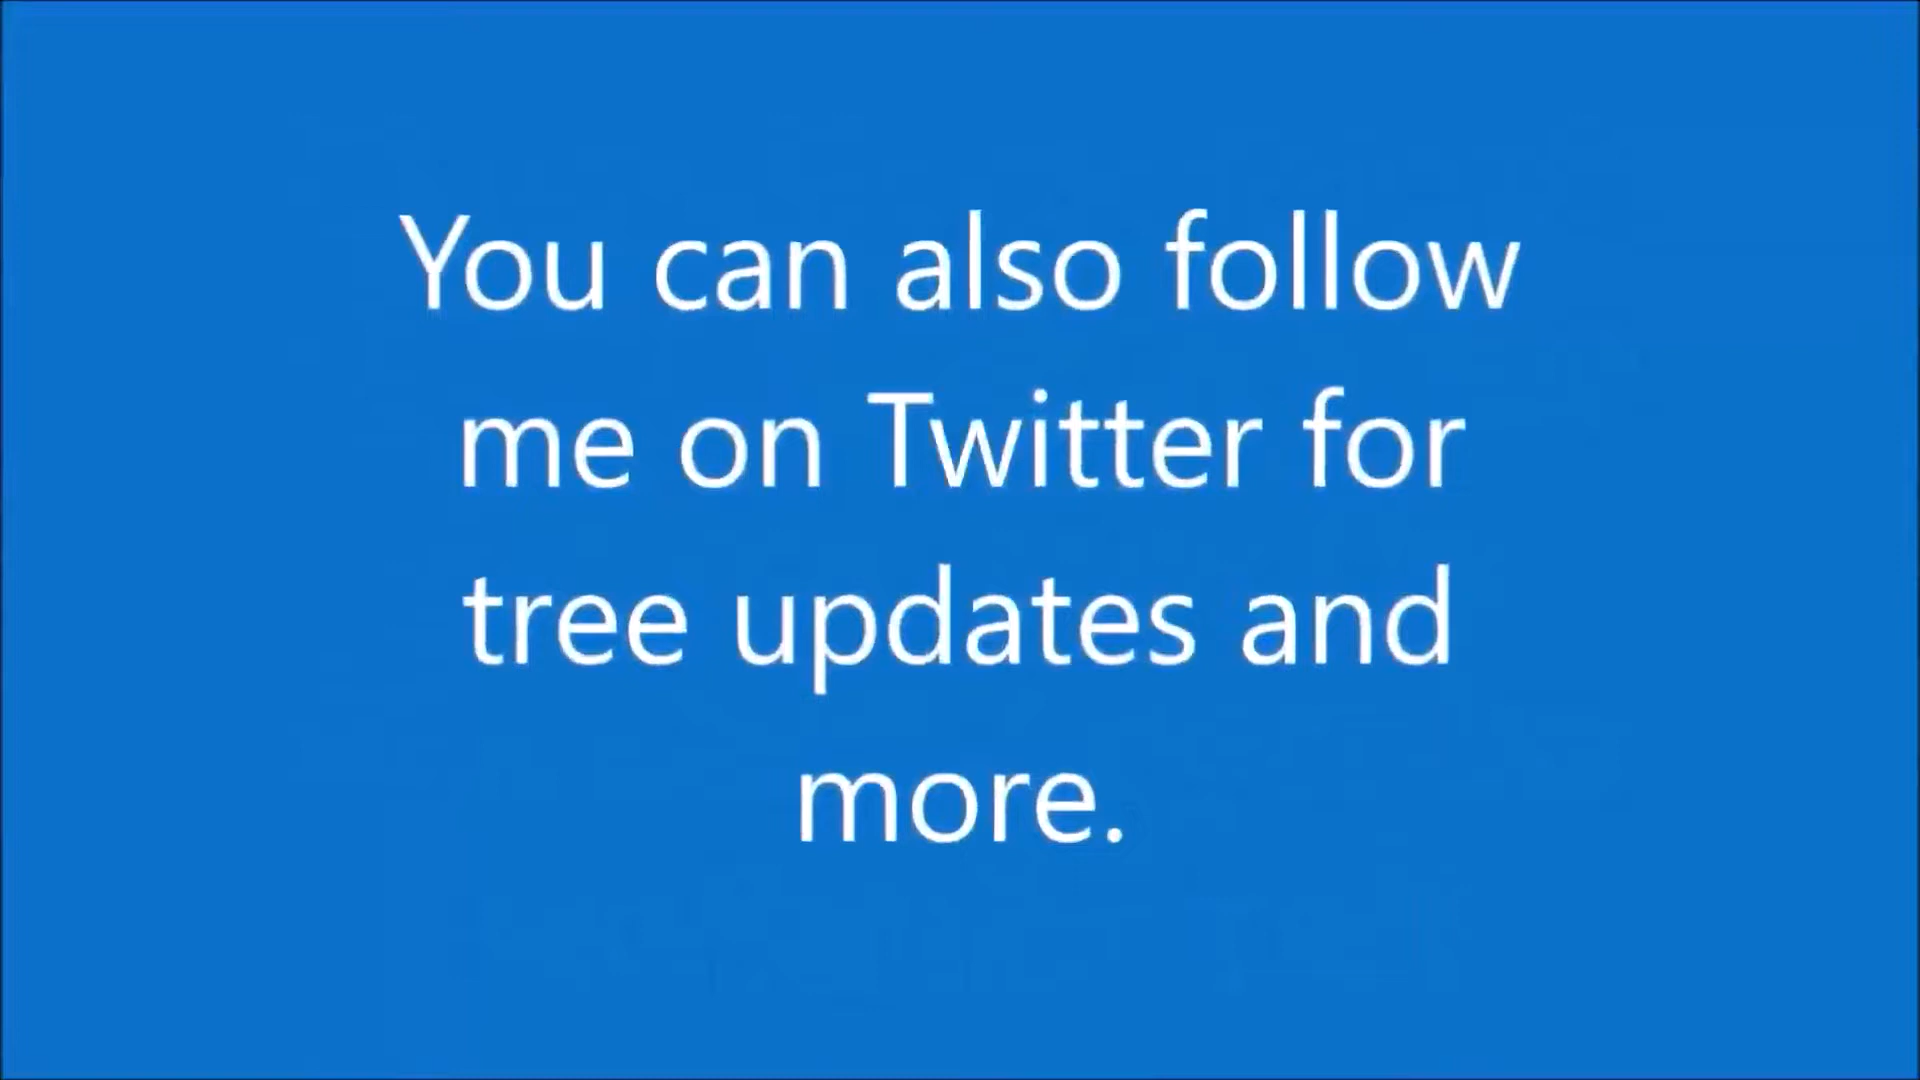 You can also follow
me on Twitter for
tree updates and
more.